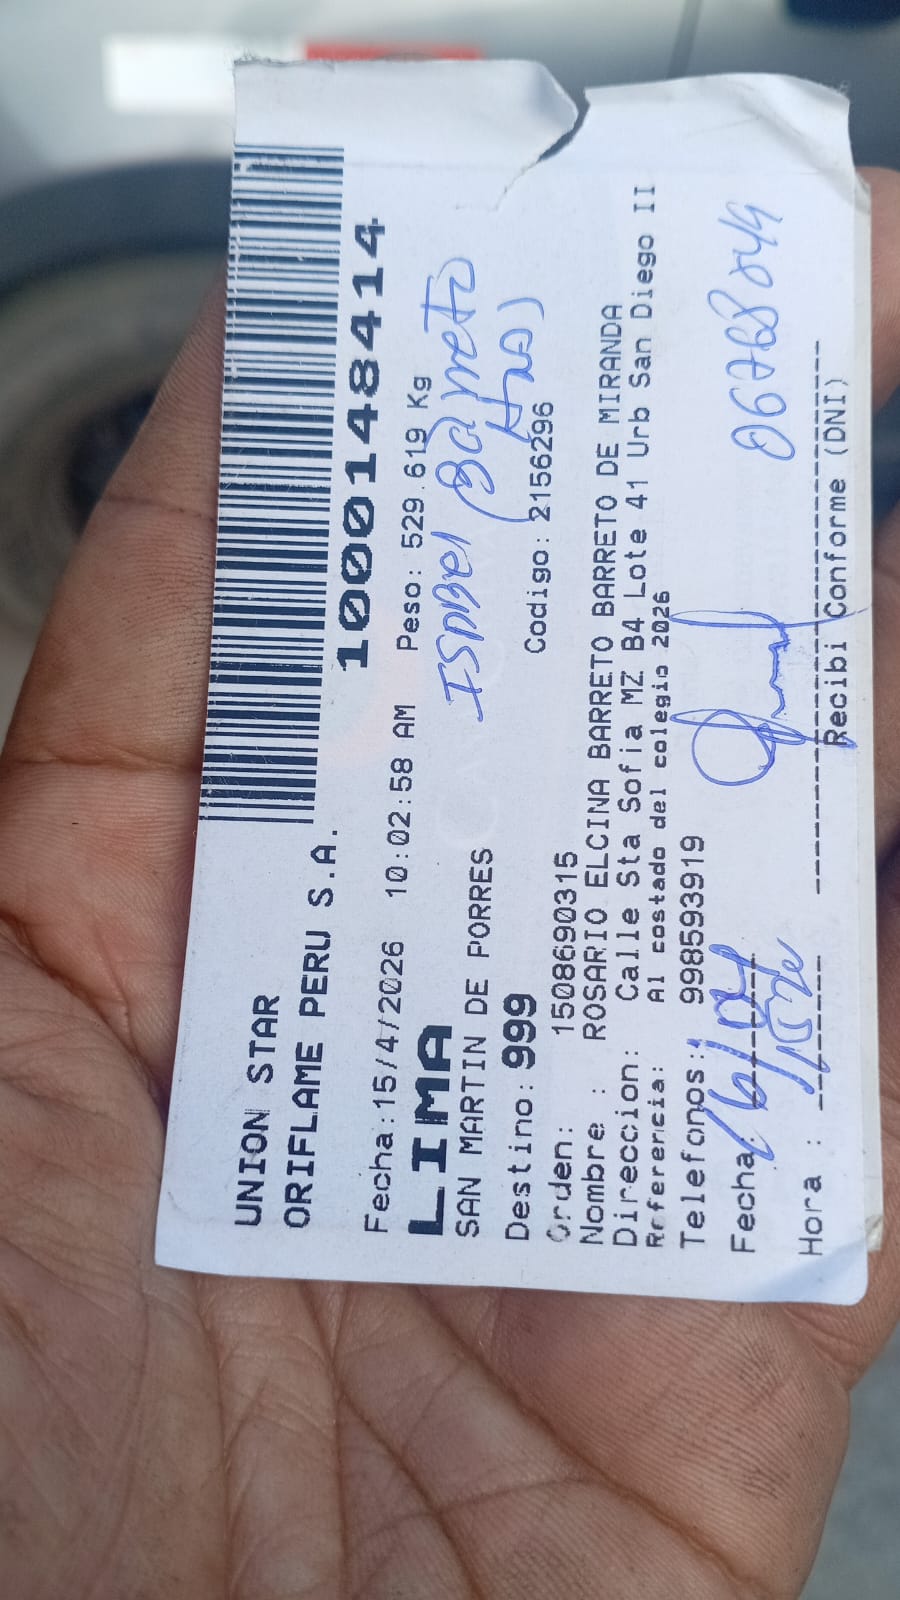 UNION STAR
ORIFLAME PERU S.A.
1000148414
Fecha:15/4/2026 10:02:58 AM Peso: 529.619 Kg
LIMA
ISABEL Barreto
SAN MARTIN DE PORRES
Destino: 999 Codigo: 2156296
Orden: 1508690315
Nombre : ROSARIO ELCINA BARRETO BARRETO DE MIRANDA
Direccion: Calle Sta Sofia MZ B4 Lote 41 Urb San Diego II
Referencia: Al costado del colegio 2026
Telefonos: 998593919
Fecha:
Hora :
Recibi Conforme (DNI)